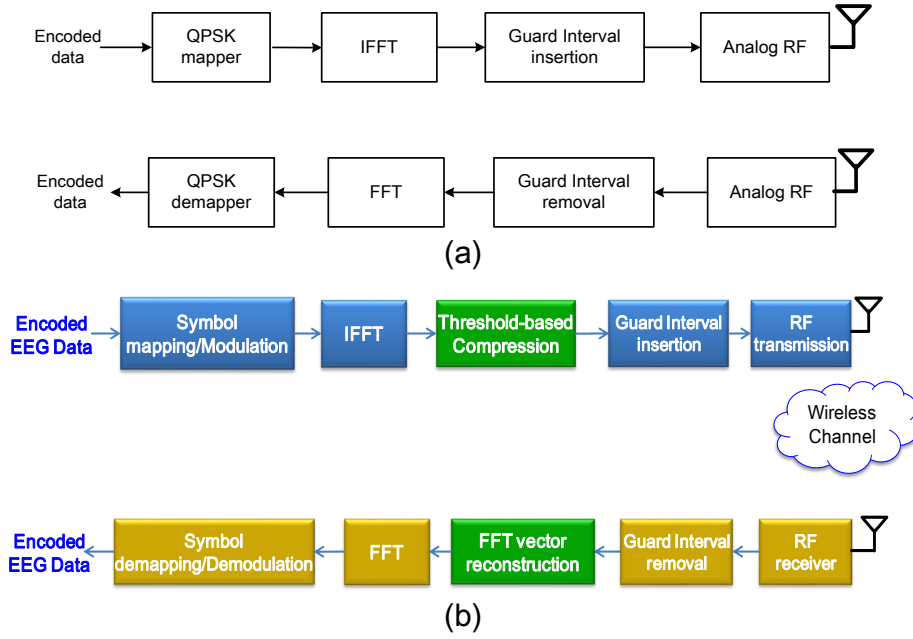 Encoded
data
QPSK
mapper
IFFT
Guard Interval
insertion
Analog RF
Encoded
data
QPSK
demapper
FFT
Guard Interval
removal
Analog RF
(a)
Encoded
EEG Data
Symbol
mapping/Modulation
IFFT
Threshold-based
Compression
Guard Interval
insertion
RF
transmission
Wireless
Channel
Encoded
EEG Data
Symbol
demapping/Demodulation
FFT
FFT vector
reconstruction
Guard Interval
removal
RF
receiver
(b)